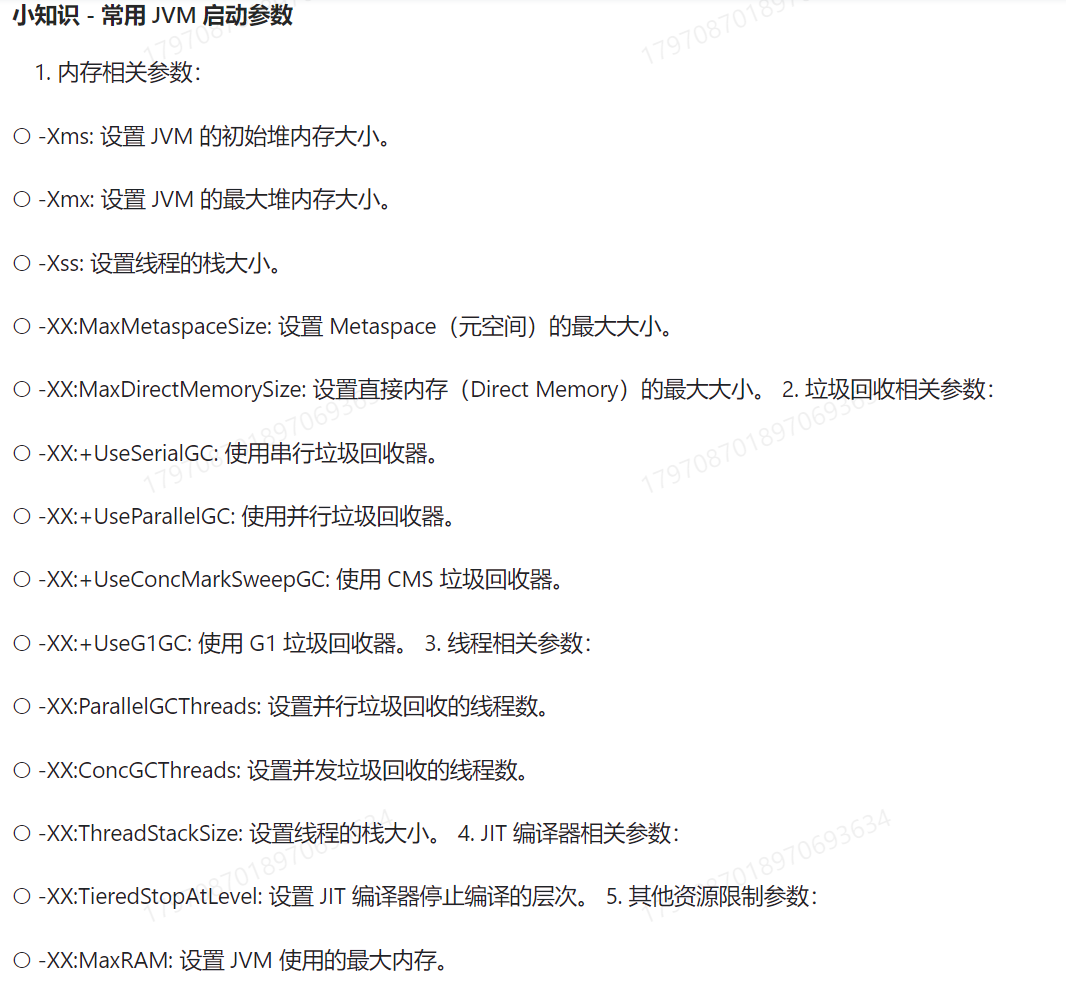 小知识 - 常用 JVM 启动参数
1. 内存相关参数：
○ -Xms: 设置 JVM 的初始堆内存大小。
○ -Xmx: 设置 JVM 的最大堆内存大小。
○ -Xss: 设置线程的栈大小。
○ -XX:MaxMetaspaceSize: 设置 Metaspace（元空间）的最大大小。
○ -XX:MaxDirectMemorySize: 设置直接内存（Direct Memory）的最大大小。 2. 垃圾回收相关参数：
○ -XX:+UseSerialGC: 使用串行垃圾回收器。
○ -XX:+UseParallelGC: 使用并行垃圾回收器。
○ -XX:+UseConcMarkSweepGC: 使用 CMS 垃圾回收器。
○ -XX:+UseG1GC: 使用 G1 垃圾回收器。 3. 线程相关参数：
○ -XX:ParallelGCThreads: 设置并行垃圾回收的线程数。
○ -XX:ConcGCThreads: 设置并发垃圾回收的线程数。
○ -XX:ThreadStackSize: 设置线程的栈大小。 4. JIT 编译器相关参数：
○ -XX:TieredStopAtLevel: 设置 JIT 编译器停止编译的层次。 5. 其他资源限制参数：
○ -XX:MaxRAM: 设置 JVM 使用的最大内存。